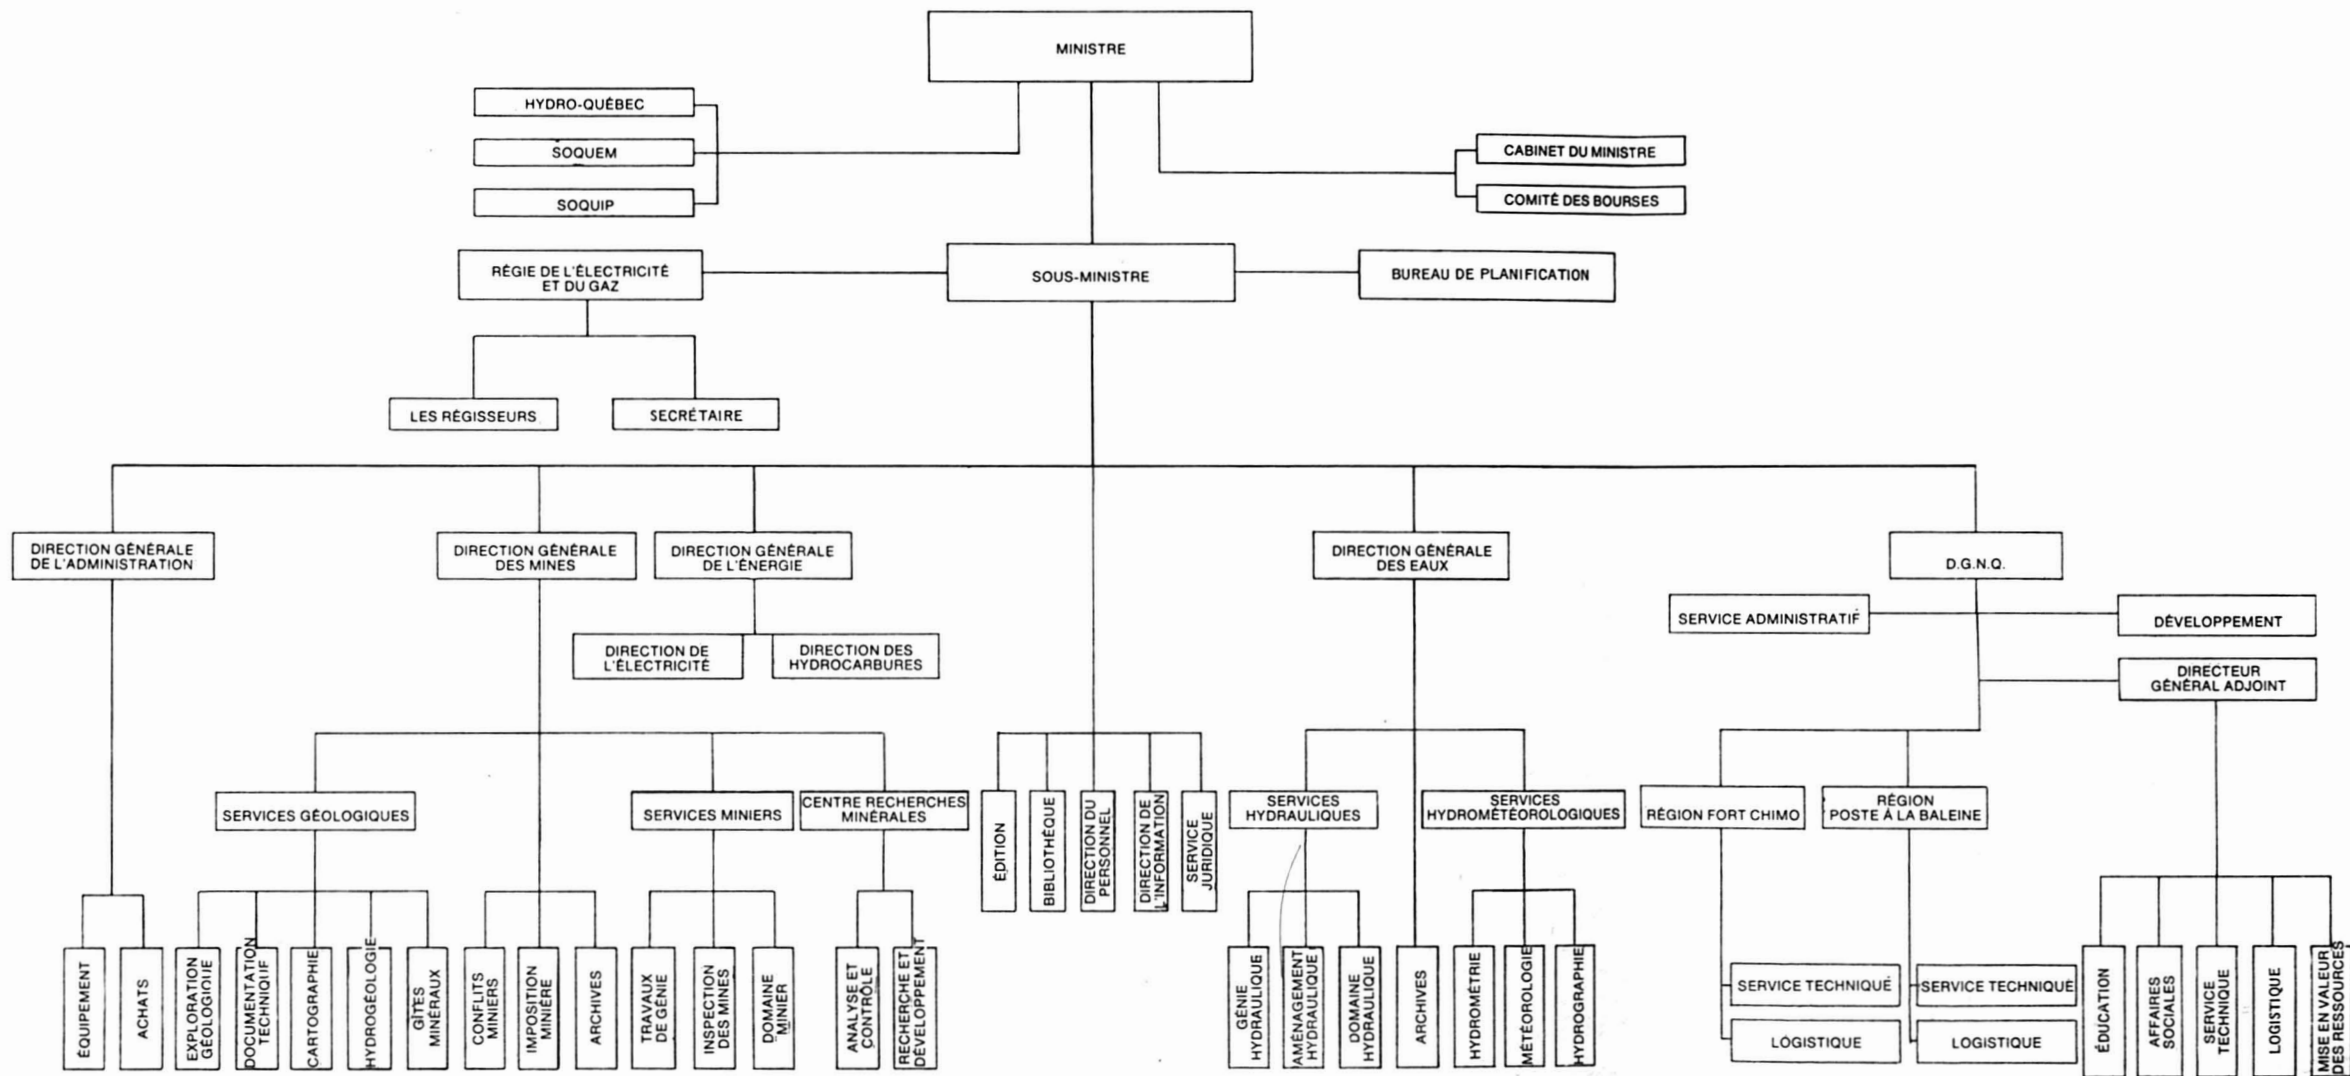 MINISTRE
HYDRO-QUÉBEC
SOQUEM
SOQUIP
CABINET DU MINISTRE
COMITÉ DES BOURSES
RÉGIE DE L'ÉLECTRICITÉ
ET DU GAZ
SOUS-MINISTRE
BUREAU DE PLANIFICATION
LES RÉGISSEURS
SECRÉTAIRE
DIRECTION GÉNÉRALE
DE L'ADMINISTRATION
DIRECTION GÉNÉRALE
DES MINES
DIRECTION GÉNÉRALE
DE L'ÉNERGIE
DIRECTION GÉNÉRALE
DES EAUX
D.G.N.Q.
SERVICE ADMINISTRATIF
DÉVELOPPEMENT
DIRECTION DE
L'ÉLECTRICITÉ
DIRECTION DES
HYDROCARBURES
DIRECTEUR
GÉNÉRAL ADJOINT
SERVICES GÉOLOGIQUES
SERVICES MINIERS
CENTRE RECHERCHES
MINÉRALES
ÉDITION
BIBLIOTHÉQUE
DIRECTION DU
PERSONNEL
DIRECTION DE
L'INFORMATION
SERVICE
JURIDIQUE
SERVICES
HYDRAULIQUES
SERVICES
HYDROMÉTÉOROLOGIQUES
RÉGION FORT CHIMO
RÉGION
POSTE À LA BALEINE
ÉQUIPEMENT
ACHATS
EXPLORATION
GÉOLOGIQUE
DOCUMENTATION
TECHNIQUE
CARTOGRAPHIE
HYDROGÉOLOGIE
GÎTES
MINÉRAUX
CONFLITS
MINIERS
IMPOSITION
MINIÈRE
ARCHIVES
TRAVAUX
DE GÉNIE
INSPECTION
DES MINES
DOMAINE
MINIER
ANALYSE ET
CONTRÔLE
RECHERCHE ET
DÉVELOPPEMENT
GÉNIE
HYDRAULIQUE
AMÉNAGEMENT
HYDRAULIQUE
DOMAINE
HYDRAULIQUE
ARCHIVES
HYDROMÉTRIE
MÉTÉOROLOGIE
HYDROGRAPHIE
SERVICE TECHNIQUE
LOGISTIQUE
SERVICE TECHNIQUE
LOGISTIQUE
ÉDUCATION
AFFAIRES
SOCIALES
SERVICE
TECHNIQUE
LOGISTIQUE
MISE EN VALEUR
DES RESSOURCES